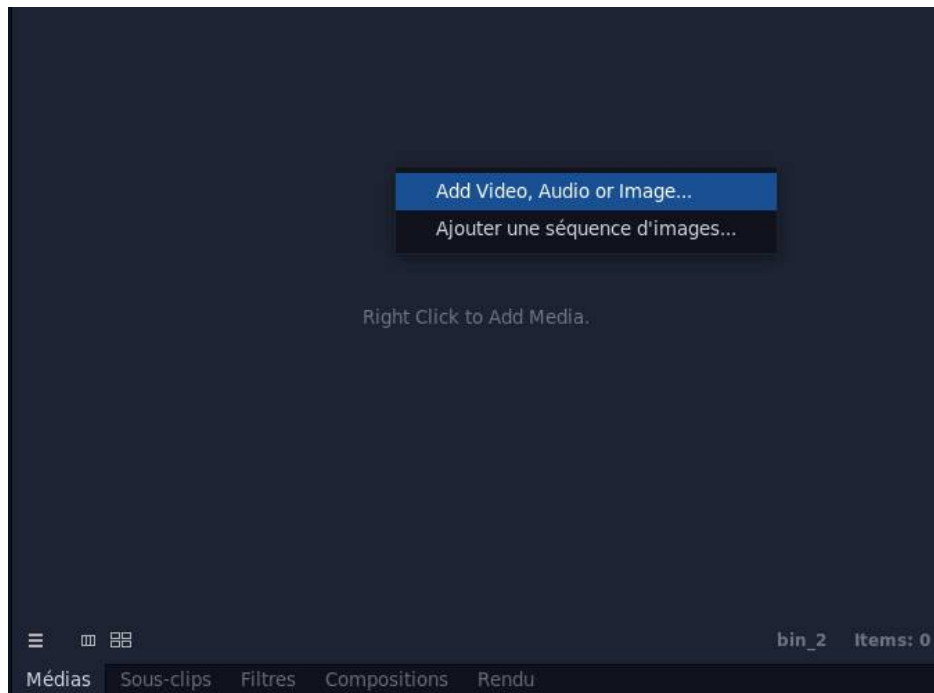 Add Video, Audio or Image...
Ajouter une séquence d'images...
Right Click to Add Media.
bin_2 Items: 0
Médias Sous-clips Filtres Compositions Rendu